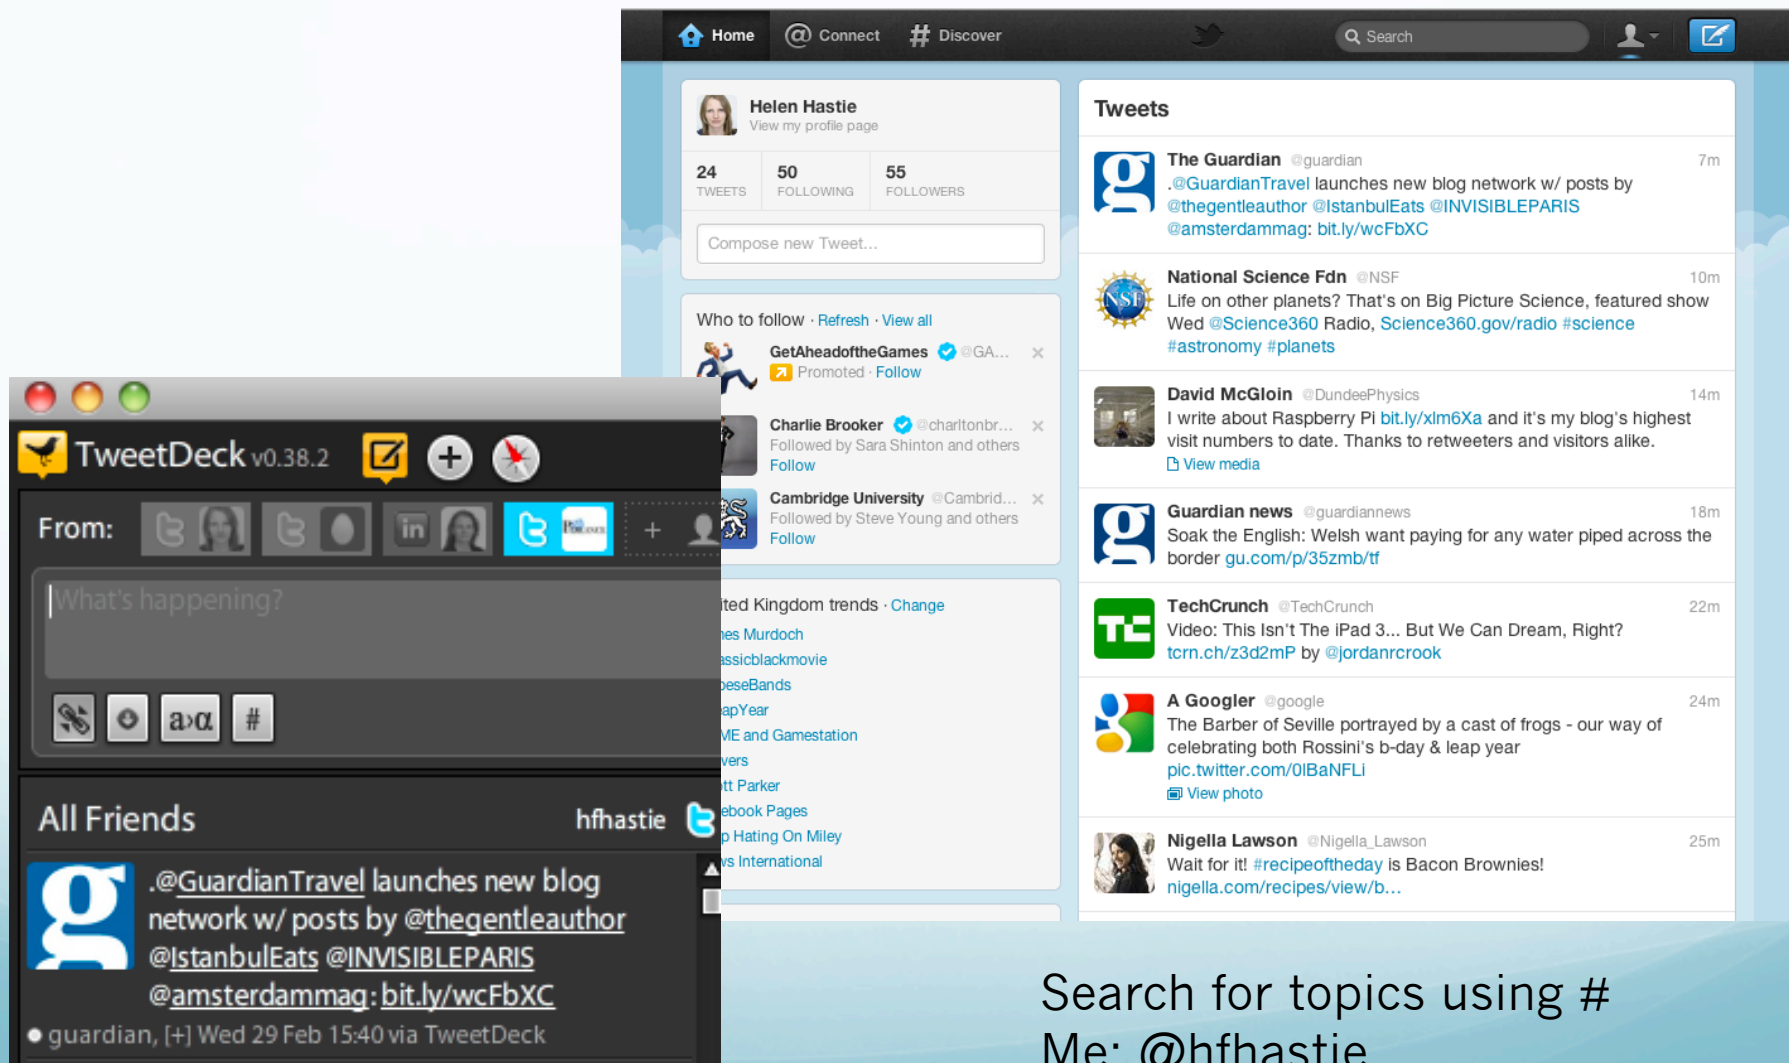 Home @ Connect # Discover Search
Helen Hastie
View my profile page
24 50 55
TWEETS FOLLOWING FOLLOWERS
Compose new Tweet...
Who to follow · Refresh · View all
GetAheadoftheGames @GA...
Promoted · Follow
Charlie Brooker @charltonbr...
Followed by Sara Shinton and others
Follow
Cambridge University @Cambrid...
Followed by Steve Young and others
Follow
Kingdom trends · Change
Murdoch
and Gamestation
Parker
Pages
Hating On Miley
International
Tweets
The Guardian @guardian 7m
.@GuardianTravel launches new blog network w/ posts by
@thegentleauthor @IstanbulEats @INVISIBLEPARIS
@amsterdammag: bit.ly/wcFbXC
National Science Fdn @NSF 10m
NSF
Life on other planets? That's on Big Picture Science, featured show
Wed @Science360 Radio, Science360.gov/radio #science
#astronomy #planets
David McGloin @DundeePhysics 14m
I write about Raspberry Pi bit.ly/xlm6Xa and it's my blog's highest
visit numbers to date. Thanks to retweeters and visitors alike.
View media
Guardian news @guardiannews 18m
Soak the English: Welsh want paying for any water piped across the
border gu.com/p/35zmb/tf
TechCrunch @TechCrunch 22m
Video: This Isn't The iPad 3... But We Can Dream, Right?
tcrn.ch/z3d2mP by @jordanrcrook
A Googler @google 24m
The Barber of Seville portrayed by a cast of frogs - our way of
celebrating both Rossini's b-day & leap year
pic.twitter.com/0lBaNFLi
View photo
Nigella Lawson @Nigella_Lawson 25m
Wait for it! #recipeoftheday is Bacon Brownies!
nigella.com/recipes/view/b...
TweetDeck v0.38.2
From:
What's happening?
a›α #
All Friends hfhastie
.@GuardianTravel launches new blog
network w/ posts by @thegentleauthor
@IstanbulEats @INVISIBLEPARIS
@amsterdammag: bit.ly/wcFbXC
guardian, [+] Wed 29 Feb 15:40 via TweetDeck
Search for topics using #
Me: @hfhastie